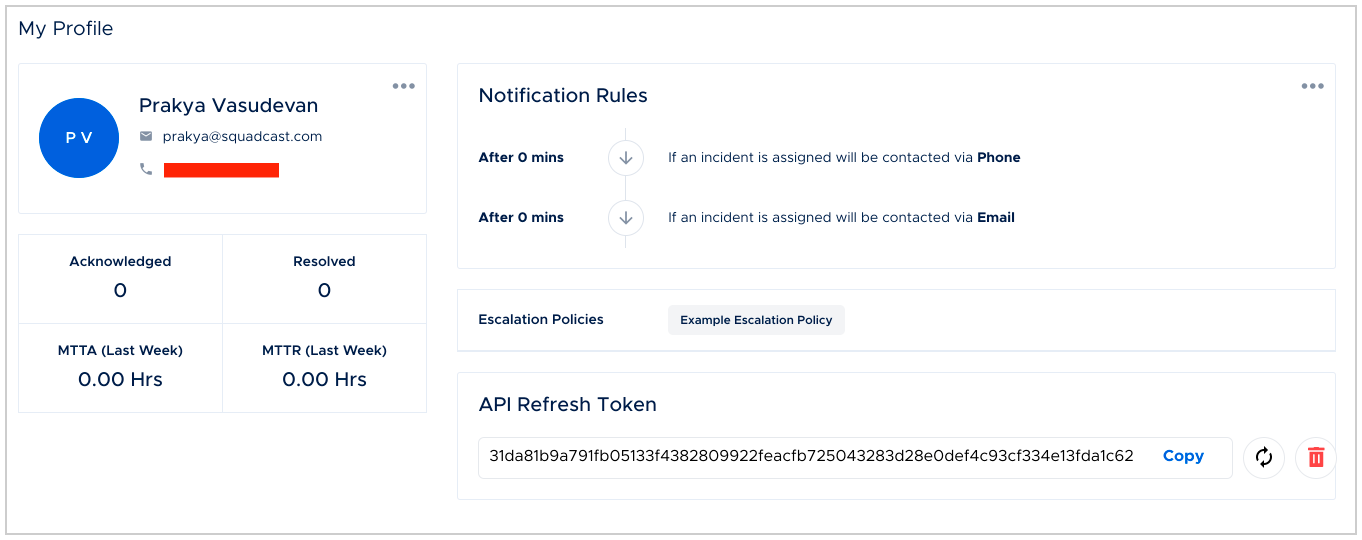 My Profile
P V
Prakya Vasudevan
prakya@squadcast.com
Acknowledged
0
Resolved
0
MTTA (Last Week)
0.00 Hrs
MTTR (Last Week)
0.00 Hrs
Notification Rules
After 0 mins
If an incident is assigned will be contacted via Phone
After 0 mins
If an incident is assigned will be contacted via Email
Escalation Policies
Example Escalation Policy
API Refresh Token
31da81b9a791fb05133f4382809922feacfb725043283d28e0def4c93cf334e13fda1c62
Copy